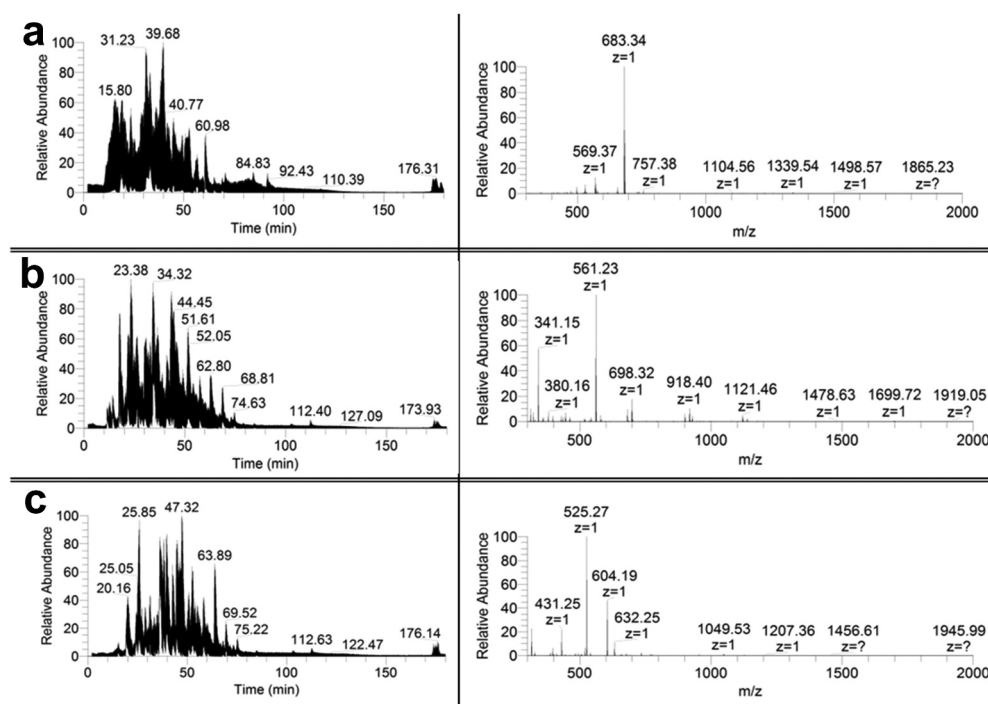 a
31.23
39.68
15.80
40.77
60.98
84.83
92.43
110.39
176.31
Relative Abundance
100
80
60
40
20
0
0
50
100
150
Time (min)
683.34
z=1
569.37
z=1
757.38
z=1
1104.56
z=1
1339.54
z=1
1498.57
z=1
1865.23
z=?
Relative Abundance
100
80
60
40
20
0
500
1000
1500
2000
m/z
b
23.38
34.32
44.45
51.61
52.05
62.80
68.81
74.63
112.40
127.09
173.93
Relative Abundance
100
80
60
40
20
0
0
50
100
150
Time (min)
561.23
z=1
341.15
z=1
380.16
z=1
698.32
z=1
918.40
z=1
1121.46
z=1
1478.63
z=1
1699.72
z=1
1919.05
z=?
Relative Abundance
100
80
60
40
20
0
500
1000
1500
2000
m/z
c
25.85
47.32
25.05
20.16
63.89
69.52
75.22
112.63
122.47
176.14
Relative Abundance
100
80
60
40
20
0
0
50
100
150
Time (min)
525.27
z=1
604.19
z=1
431.25
z=1
632.25
z=1
1049.53
z=1
1207.36
z=1
1456.61
z=?
1945.99
z=?
Relative Abundance
100
80
60
40
20
0
500
1000
1500
2000
m/z